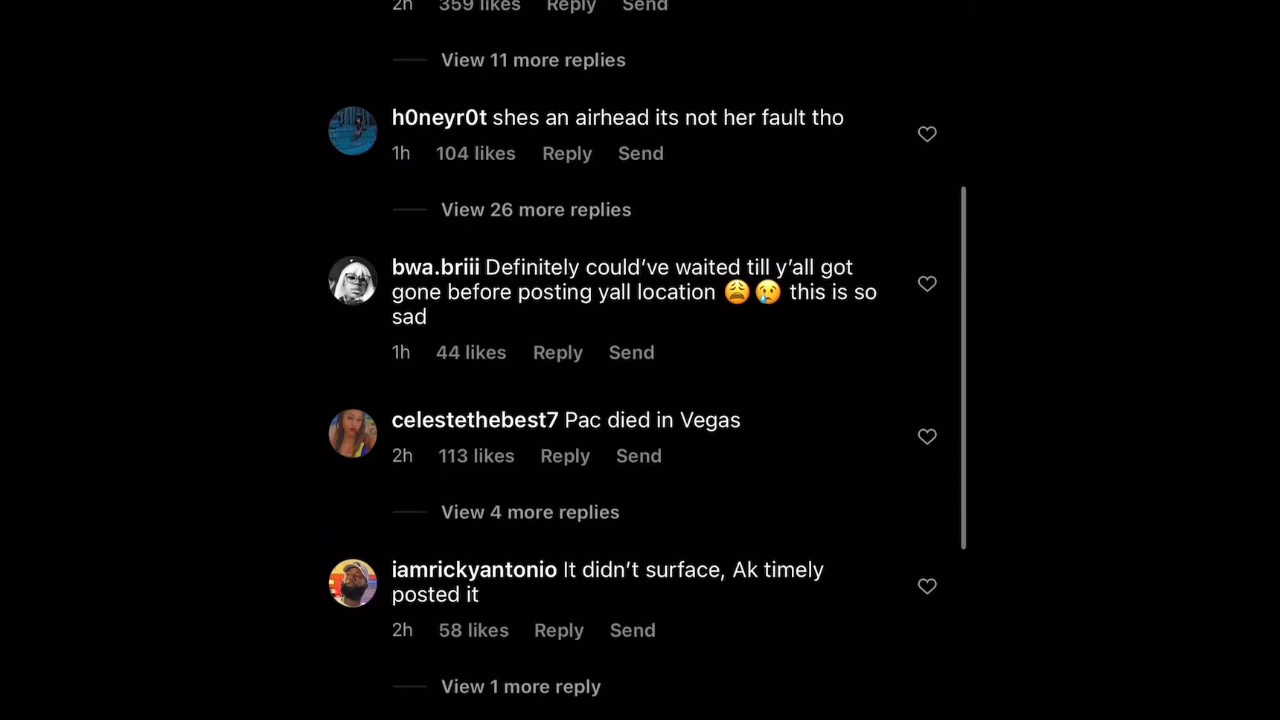 2h 359 likes Reply Send
View 11 more replies
h0neyr0t shes an airhead its not her fault tho
1h 104 likes Reply Send
View 26 more replies
bwa.briii Definitely could’ve waited till y’all got
gone before posting yall location 😩😢 this is so
sad
1h 44 likes Reply Send
celestethebest7 Pac died in Vegas
2h 113 likes Reply Send
View 4 more replies
iamrickyantonio It didn’t surface, Ak timely
posted it
2h 58 likes Reply Send
View 1 more reply